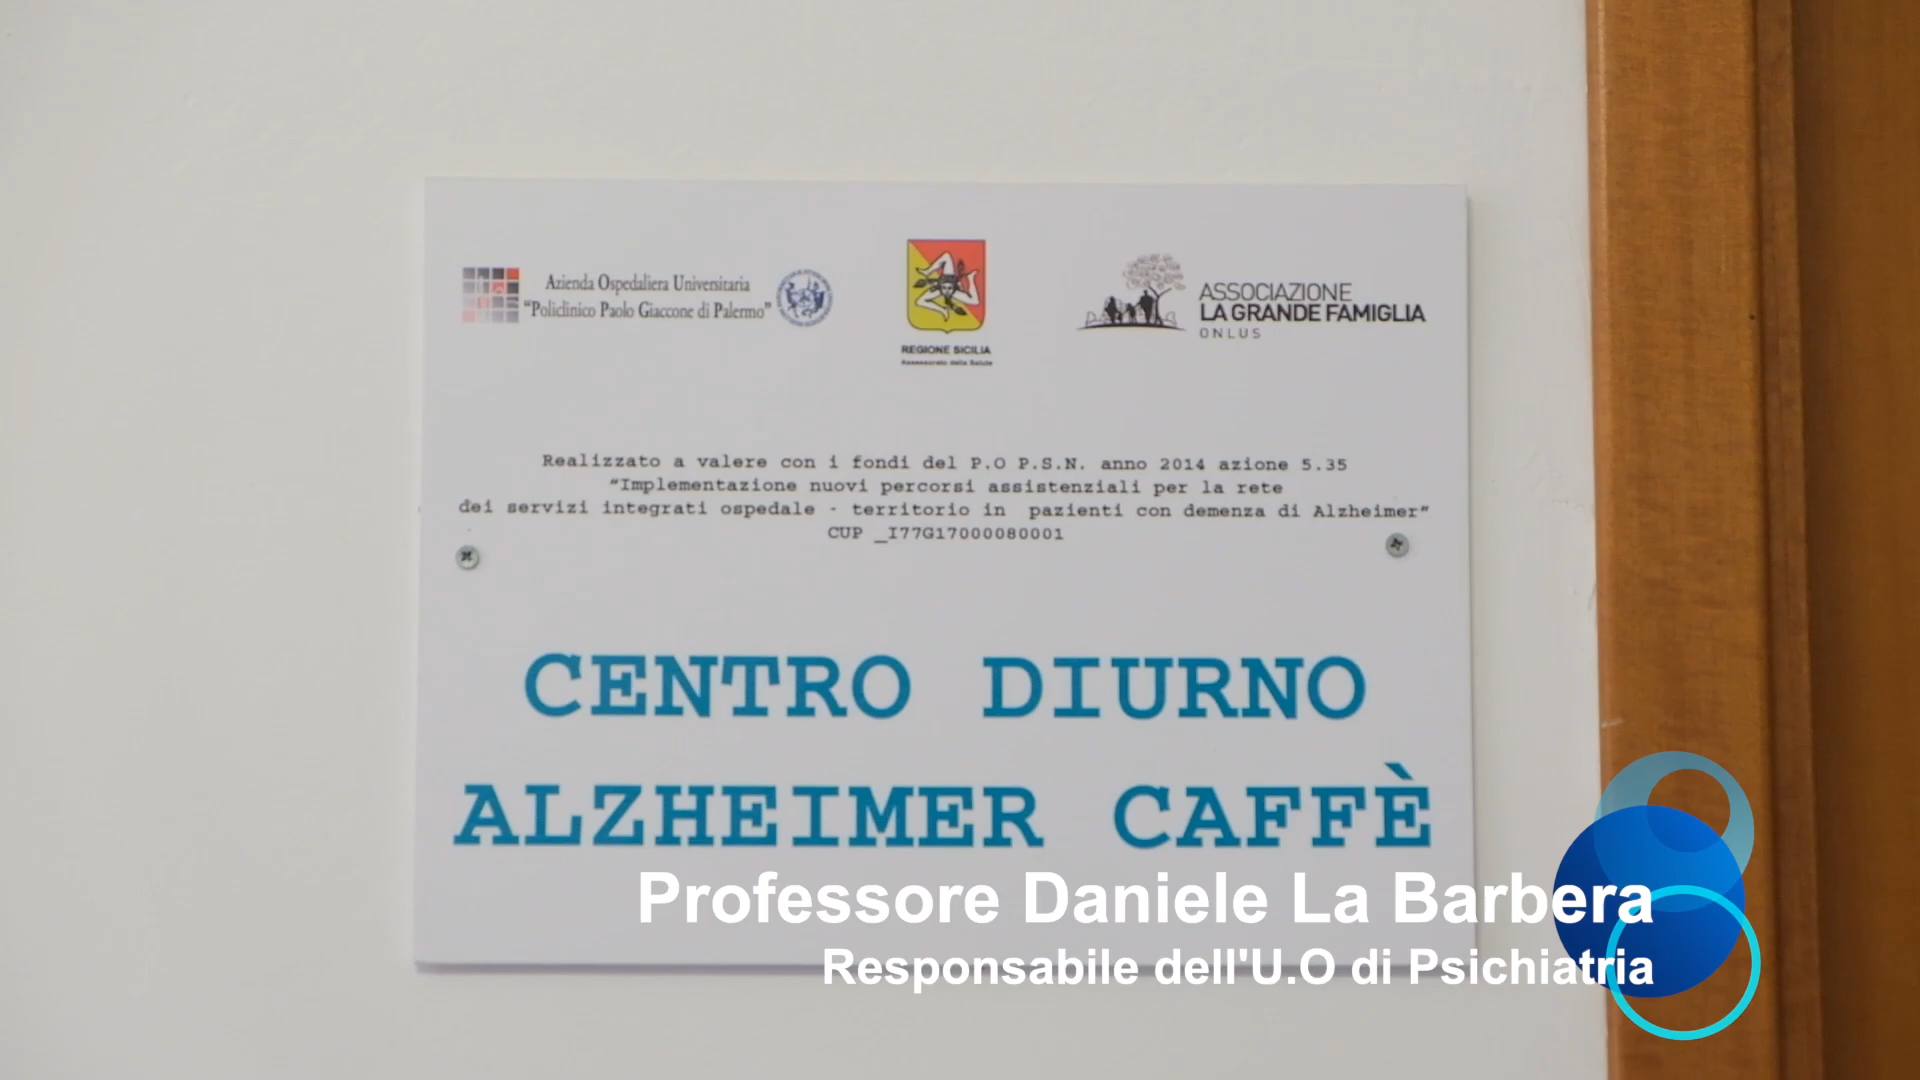 Azienda Ospedaliera Universitaria
"Policlinico Paolo Giaccone di Palermo"
REGIONE SICILIA
Assessorato della Salute
ASSOCIAZIONE
LA GRANDE FAMIGLIA
ONLUS
Realizzato a valere con i fondi del P.O P.S.N. anno 2014 azione 5.35
"Implementazione nuovi percorsi assistenziali per la rete
dei servizi integrati ospedale - territorio in pazienti con demenza di Alzheimer"
CUP _I77G17000080001
CENTRO DIURNO
ALZHEIMER CAFFÈ
Professore Daniele La Barbera
Responsabile dell'U.O di Psichiatria